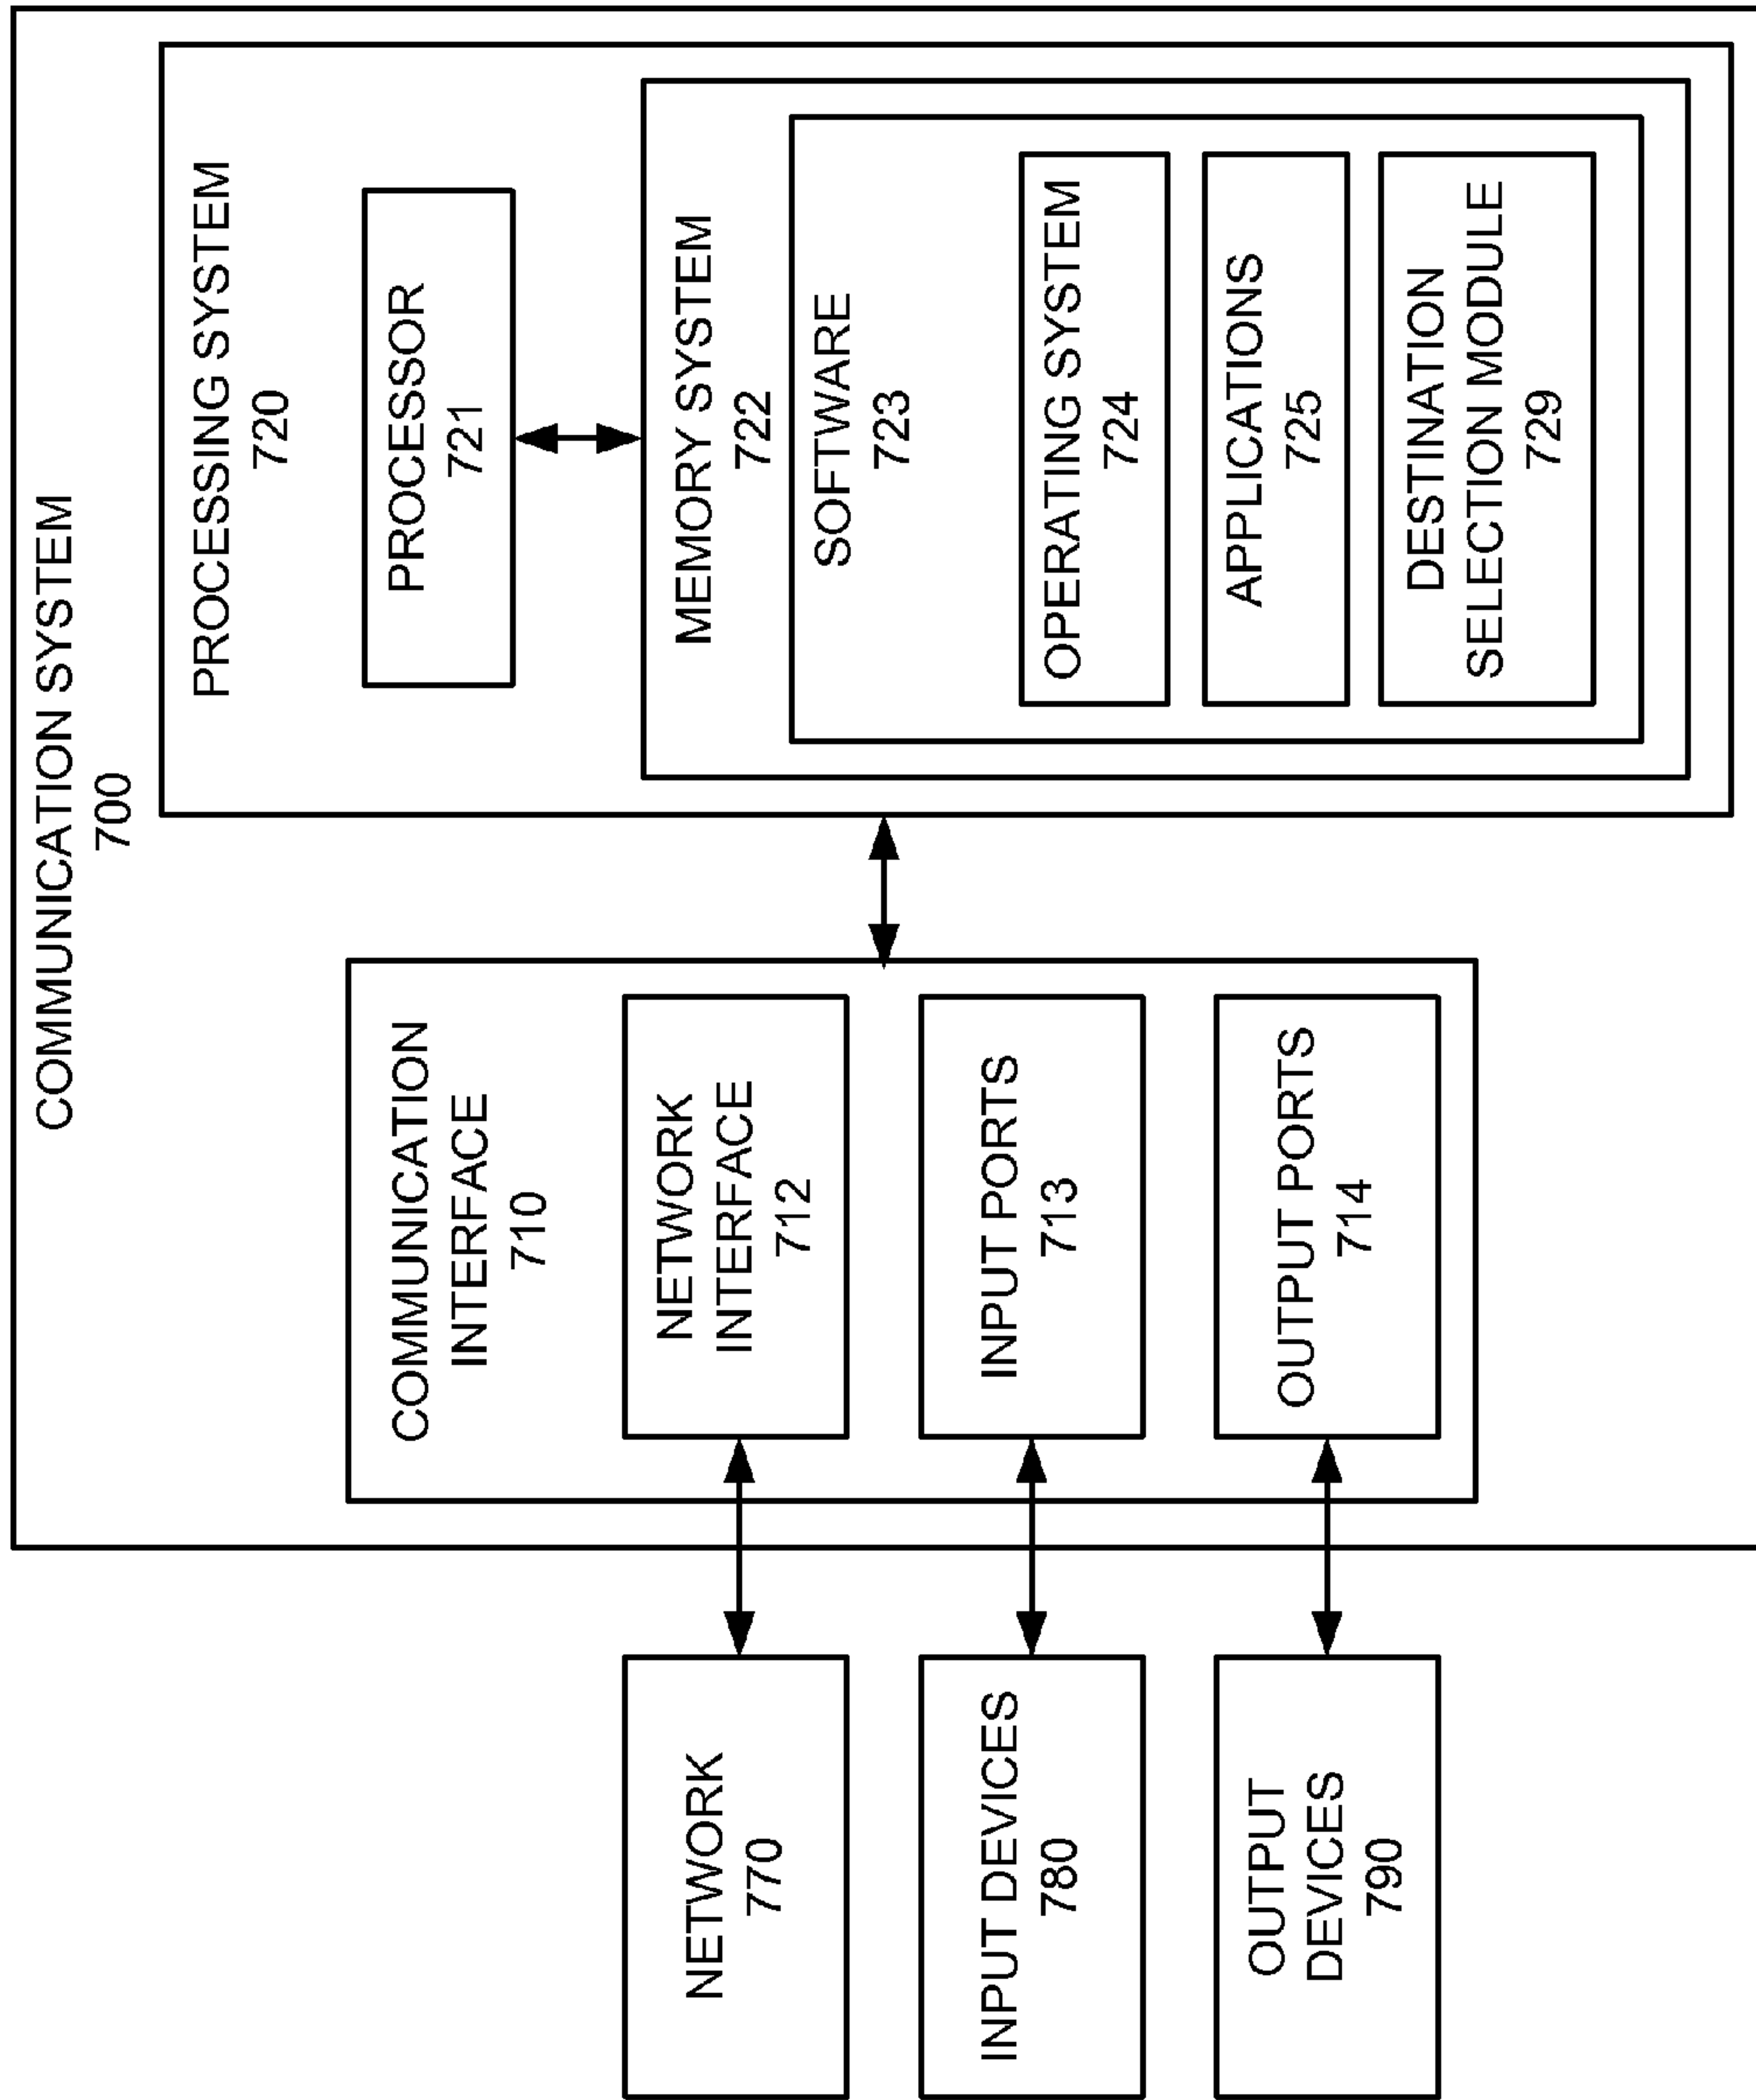 COMMUNICATION SYSTEM
700
PROCESSING SYSTEM
720
PROCESSOR
721
MEMORY SYSTEM
722
SOFTWARE
723
OPERATING SYSTEM
724
APPLICATIONS
725
DESTINATION
SELECTION MODULE
729
COMMUNICATION
INTERFACE
710
NETWORK
INTERFACE
712
INPUT PORTS
713
OUTPUT PORTS
714
NETWORK
770
INPUT DEVICES
780
OUTPUT
DEVICES
790